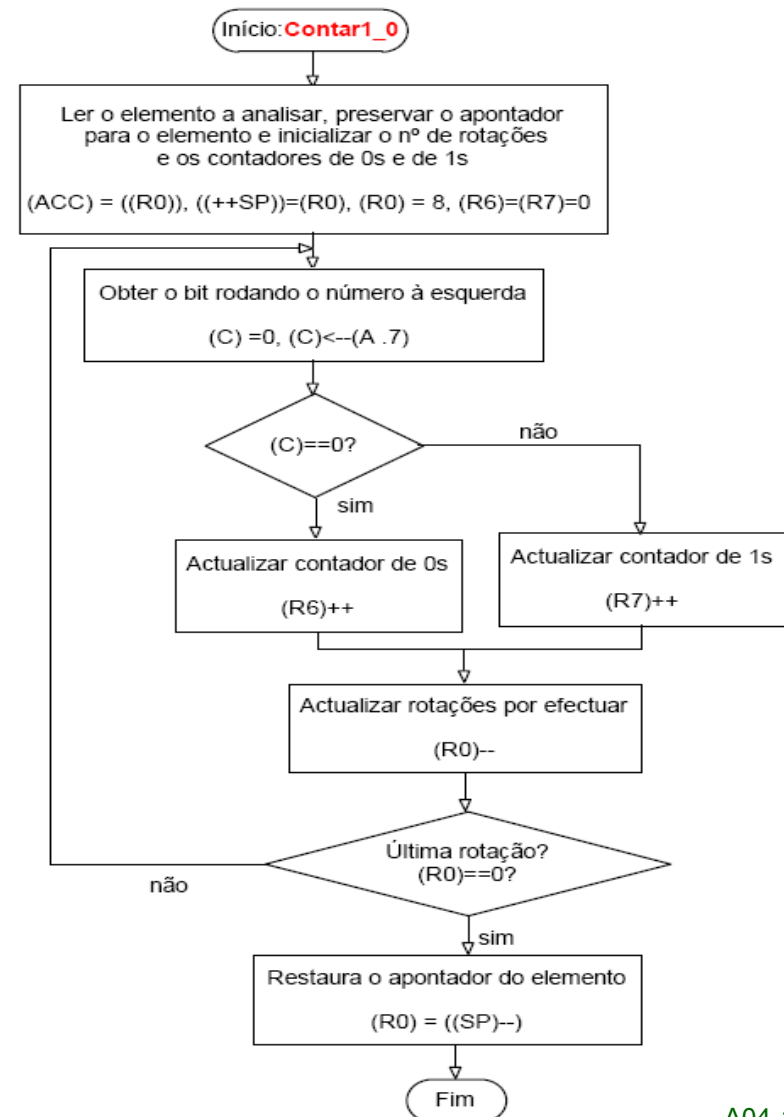 Início:Contar1_0
Ler o elemento a analisar, preservar o apontador
para o elemento e inicializar o nº de rotações
e os contadores de 0s e de 1s
(ACC) = ((R0)), ((++SP))=(R0), (R0) = 8, (R6)=(R7)=0
Obter o bit rodando o número à esquerda
(C) =0, (C)<--(A .7)
(C)==0?
não
sim
Actualizar contador de 0s
(R6)++
Actualizar contador de 1s
(R7)++
Actualizar rotações por efectuar
(R0)--
Última rotação?
(R0)==0?
não
sim
Restaura o apontador do elemento
(R0) = ((SP)--)
Fim
A04